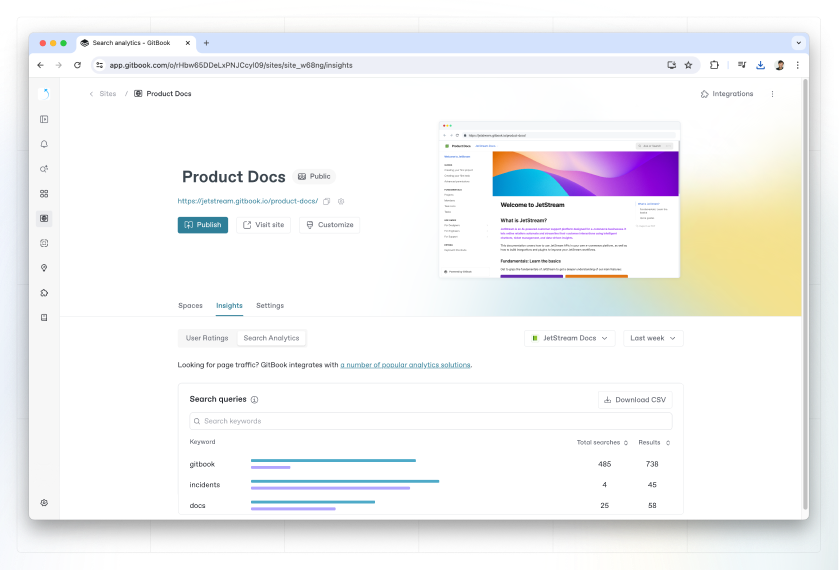 Search analytics - GitBook
app.gitbook.com/o/rHbw65DDeLxPNJCcyl09/sites/site_w68ng/insights
Sites / Product Docs
Integrations
Product Docs
Public
https://jetstream.gitbook.io/product-docs/
Publish
Visit site
Customize
Product Docs
Welcome to JetStream
What is JetStream?
Fundamentals: Learn the basics
Spaces
Insights
Settings
User Ratings
Search Analytics
JetStream Docs
Last week
Looking for page traffic? GitBook integrates with a number of popular analytics solutions.
Search queries
Download CSV
Search keywords
Keyword
Total searches
Results
gitbook
485
738
incidents
4
45
docs
25
58